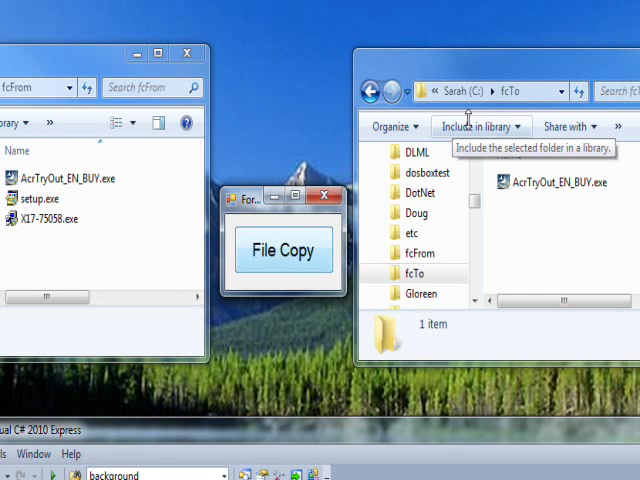 fcFrom
Search fcFrom
brary
»
Name
AcrTryOut_EN_BUY.exe
setup.exe
X17-75058.exe
For...
File Copy
« Sarah (C:) fcTo
Search fc
Organize
Include in library
Share with
»
Include the selected folder in a library.
DLML
dosboxtest
DotNet
Doug
etc
fcFrom
fcTo
Gloreen
AcrTryOut_EN_BUY.exe
1 item
ual C# 2010 Express
ls Window Help
background